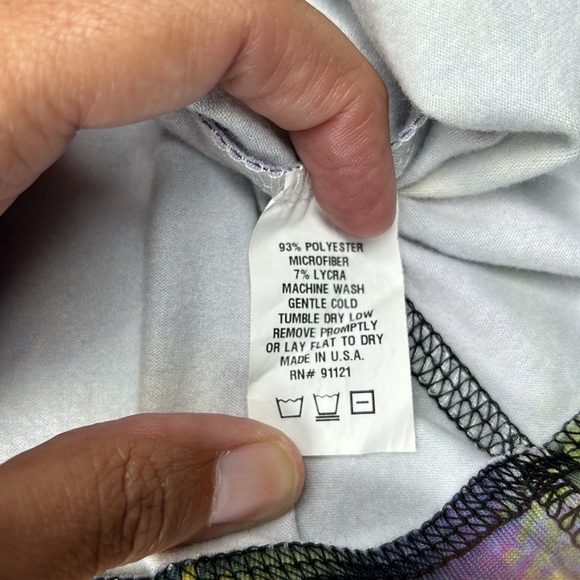 93% POLYESTER
MICROFIBER
7% LYCRA
MACHINE WASH
GENTLE COLD
TUMBLE DRY LOW
REMOVE PROMPTLY
OR LAY FLAT TO DRY
MADE IN U.S.A.
RN# 91121